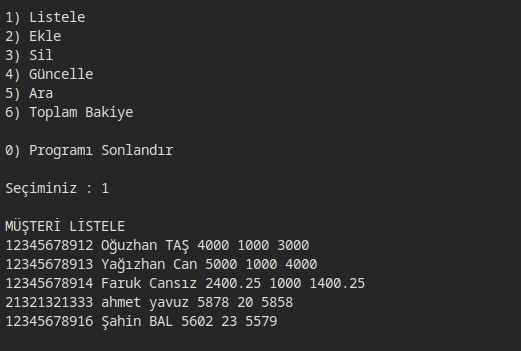 1) Listele
2) Ekle
3) Sil
4) Güncelle
5) Ara
6) Toplam Bakiye
0) Programı Sonlandır
Seçiminiz : 1
MÜŞTERİ LİSTELE
12345678912 Oğuzhan TAŞ 4000 1000 3000
12345678913 Yağızhan Can 5000 1000 4000
12345678914 Faruk Cansız 2400.25 1000 1400.25
21321321333 ahmet yavuz 5878 20 5858
12345678916 Şahin BAL 5602 23 5579